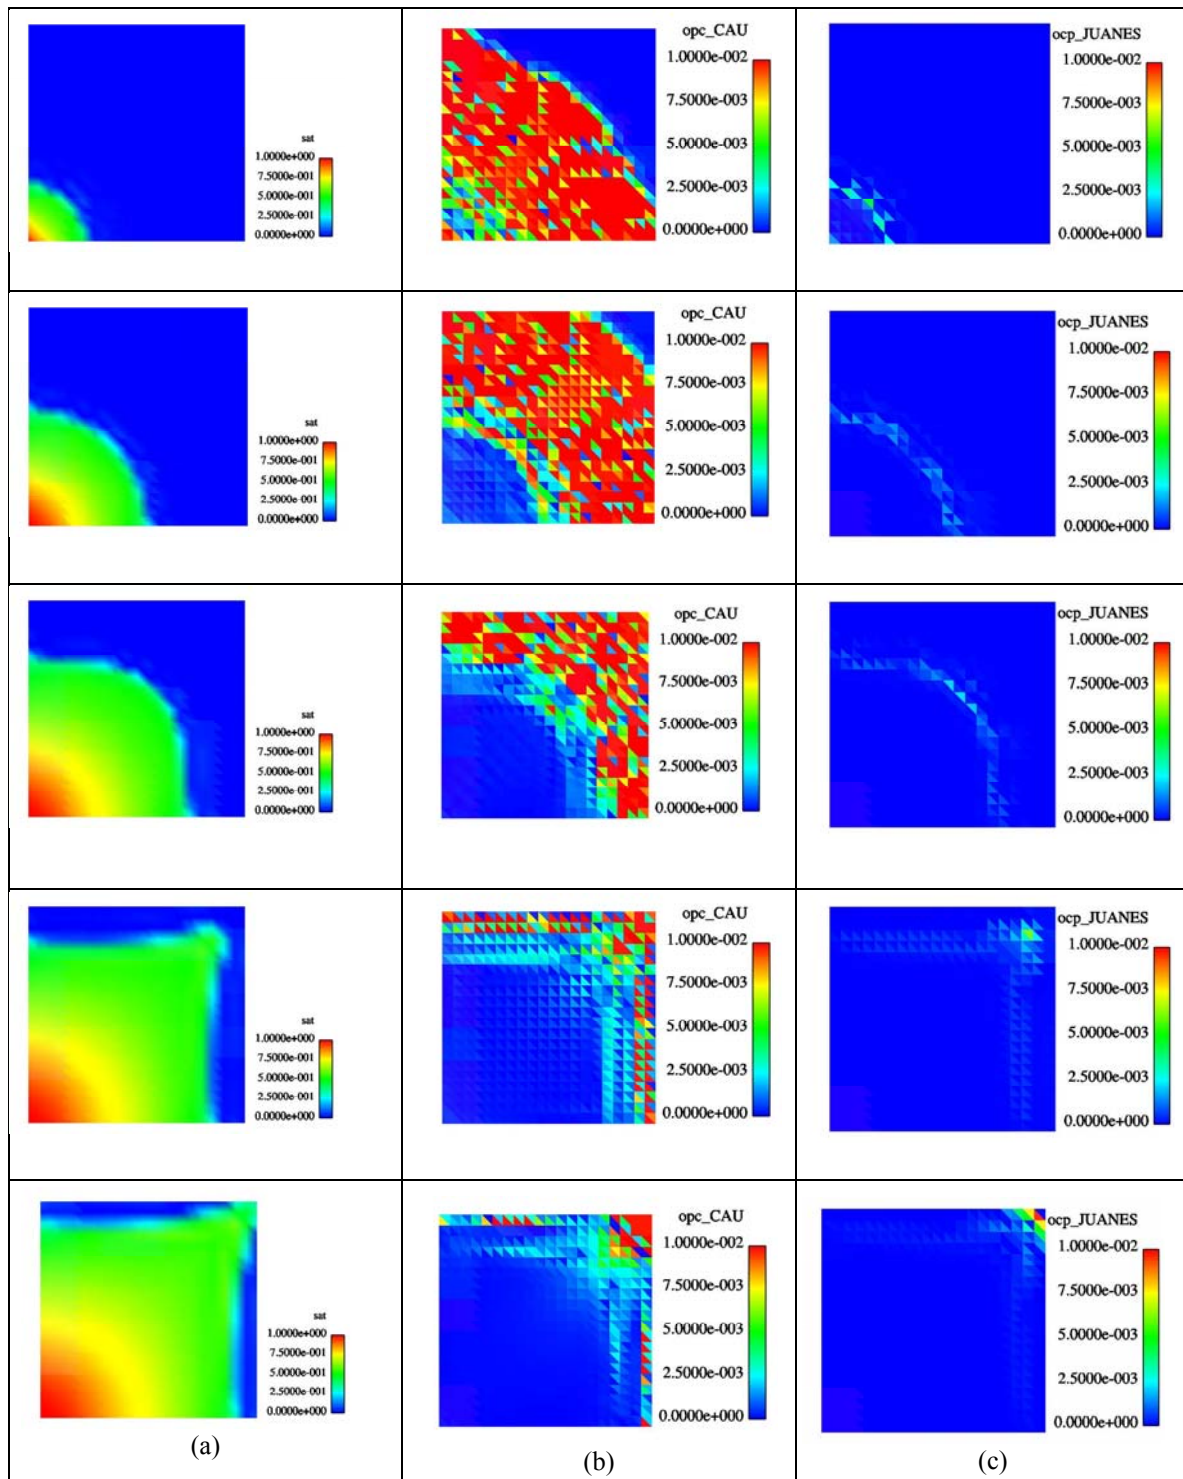 sat
1.0000e+000
7.5000e-001
5.0000e-001
2.5000e-001
0.0000e+000
opc_CAU
1.0000e-002
7.5000e-003
5.0000e-003
2.5000e-003
0.0000e+000
ocp_JUANES
1.0000e-002
7.5000e-003
5.0000e-003
2.5000e-003
0.0000e+000
sat
1.0000e+000
7.5000e-001
5.0000e-001
2.5000e-001
0.0000e+000
opc_CAU
1.0000e-002
7.5000e-003
5.0000e-003
2.5000e-003
0.0000e+000
ocp_JUANES
1.0000e-002
7.5000e-003
5.0000e-003
2.5000e-003
0.0000e+000
sat
1.0000e+000
7.5000e-001
5.0000e-001
2.5000e-001
0.0000e+000
opc_CAU
1.0000e-002
7.5000e-003
5.0000e-003
2.5000e-003
0.0000e+000
ocp_JUANES
1.0000e-002
7.5000e-003
5.0000e-003
2.5000e-003
0.0000e+000
sat
1.0000e+000
7.5000e-001
5.0000e-001
2.5000e-001
0.0000e+000
opc_CAU
1.0000e-002
7.5000e-003
5.0000e-003
2.5000e-003
0.0000e+000
ocp_JUANES
1.0000e-002
7.5000e-003
5.0000e-003
2.5000e-003
0.0000e+000
sat
1.0000e+000
7.5000e-001
5.0000e-001
2.5000e-001
0.0000e+000
opc_CAU
1.0000e-002
7.5000e-003
5.0000e-003
2.5000e-003
0.0000e+000
ocp_JUANES
1.0000e-002
7.5000e-003
5.0000e-003
2.5000e-003
0.0000e+000
(a)
(b)
(c)